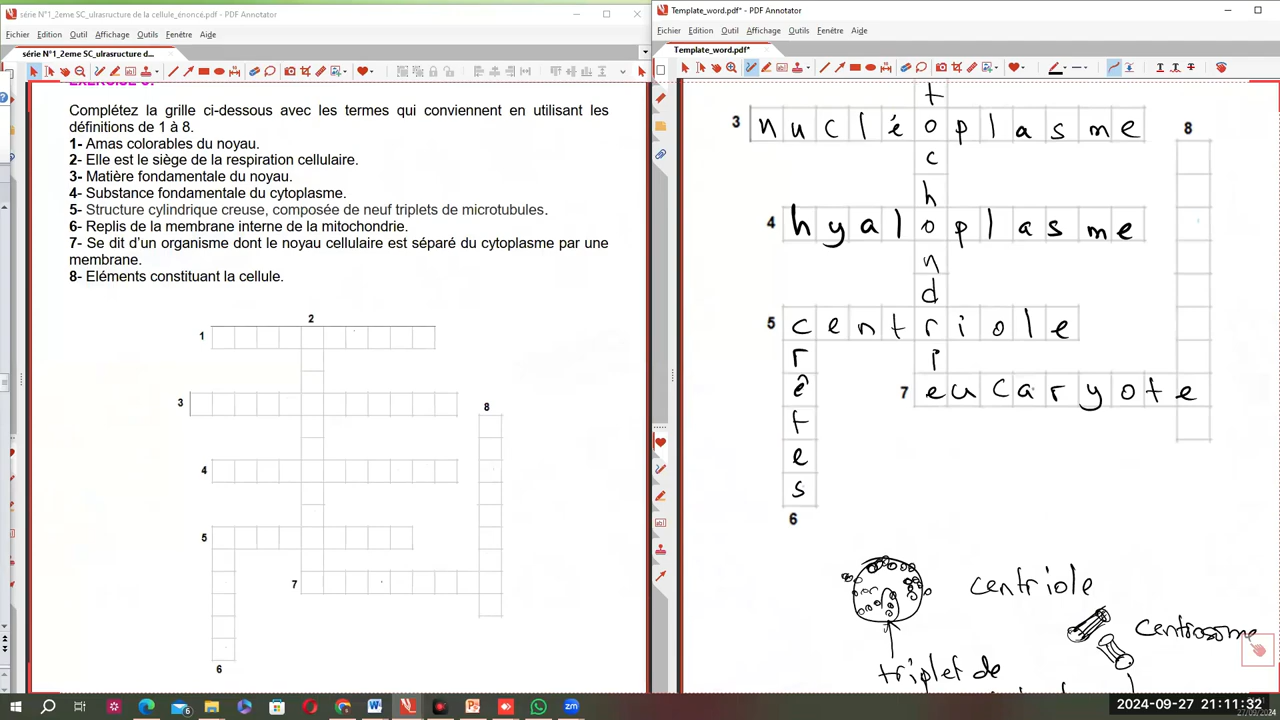 série N°1_2eme SC_ulrasructure de la cellule_énoncé.pdf - PDF Annotator
Fichier Edition Outil Affichage Outils Fenêtre Aide
série N°1_2eme SC_ulrasructure d...
Complétez la grille ci-dessous avec les termes qui conviennent en utilisant les
définitions de 1 à 8.
1- Amas colorables du noyau.
2- Elle est le siège de la respiration cellulaire.
3- Matière fondamentale du noyau.
4- Substance fondamentale du cytoplasme.
5- Structure cylindrique creuse, composée de neuf triplets de microtubules.
6- Replis de la membrane interne de la mitochondrie.
7- Se dit d'un organisme dont le noyau cellulaire est séparé du cytoplasme par une
membrane.
8- Eléments constituant la cellule.
2
1
3
8
4
5
7
6
Template_word.pdf* - PDF Annotator
Fichier Edition Outil Affichage Outils Fenêtre Aide
Template_word.pdf*
t
3 nucléoplasme
8
c
h
4 hyaloplasme
n
d
5 centriole
r i
ê
7 eucaryote
t
e
s
6
centriole
centrosome
triplet de
2024-09-27 21:11:32